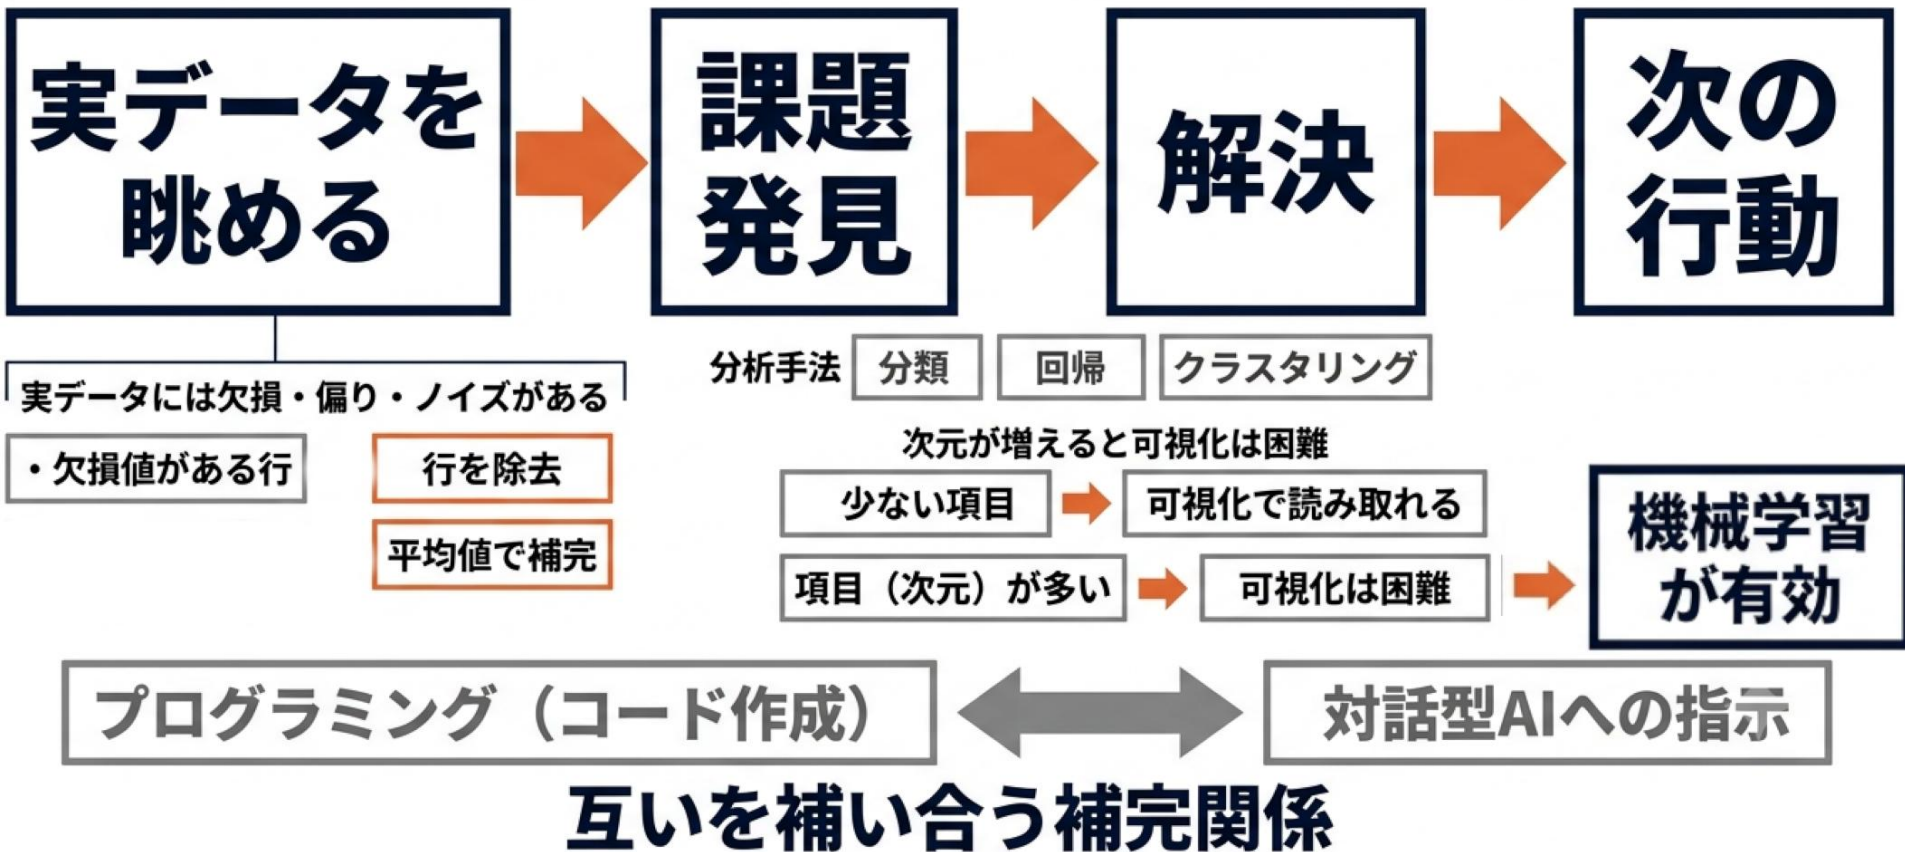 実データを
眺める
課題
発見
解決
次の
行動
実データには欠損・偏り・ノイズがある
・欠損値がある行
行を除去
平均値で補完
分析手法
分類
回帰
クラスタリング
次元が増えると可視化は困難
少ない項目
可視化で読み取れる
項目（次元）が多い
可視化は困難
機械学習
が有効
プログラミング（コード作成）
対話型AIへの指示
互いを補い合う補完関係